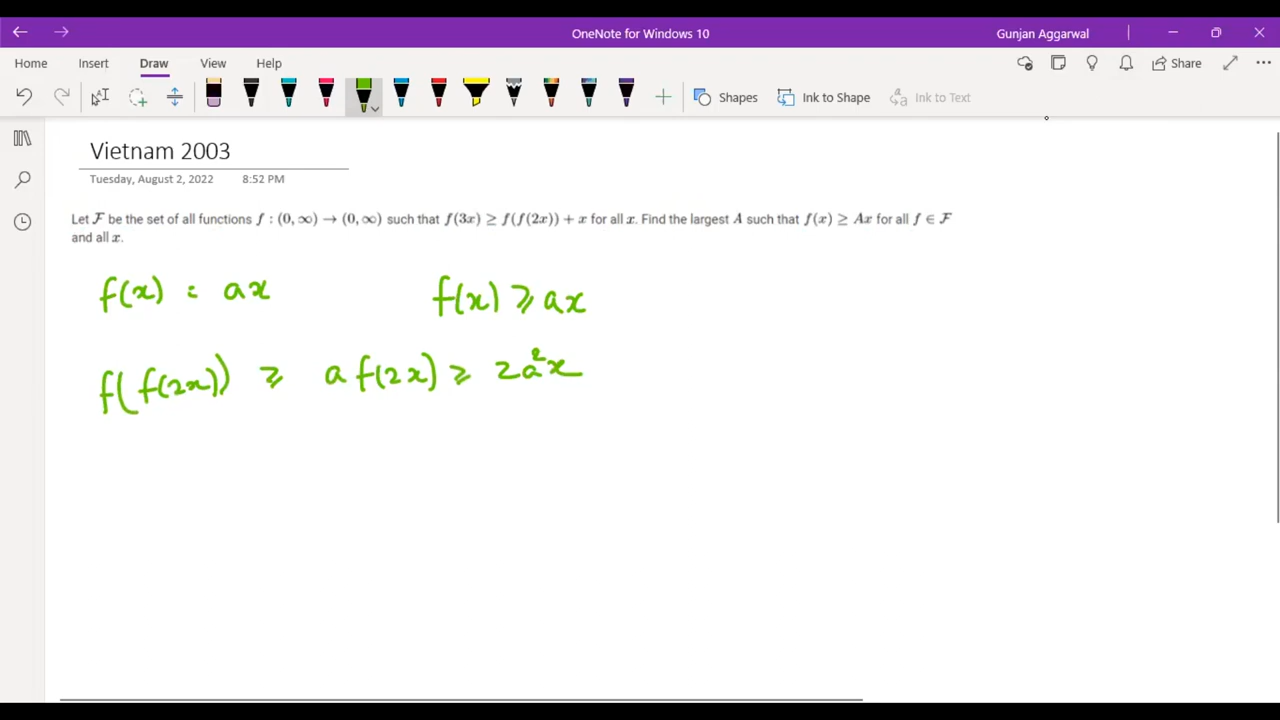 OneNote for Windows 10
Gunjan Aggarwal
Home Insert Draw View Help
Share
Shapes Ink to Shape Ink to Text
Vietnam 2003
Tuesday, August 2, 2022 8:52 PM
Let ℱ be the set of all functions f : (0, ∞) → (0, ∞) such that f(3x) ≥ f(f(2x)) + x for all x. Find the largest A such that f(x) ≥ Ax for all f ∈ ℱ
and all x.
f(x) = ax f(x) ⩾ ax
f(f(2x)) ⩾ a f(2x) ⩾ 2a²x